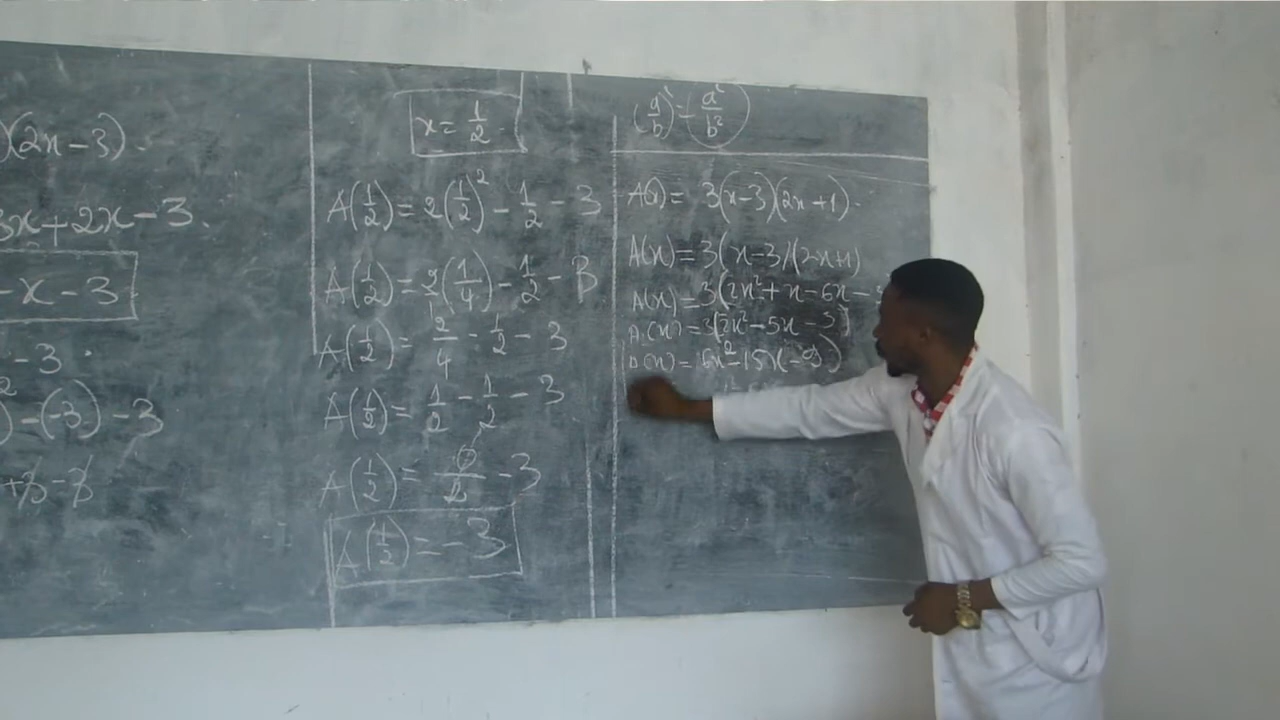 )(2x-3).
3x+2x-3.
-x-3
-3.
)-(-3)-3
+3-3
x=1/2
A(1/2)=2(1/2)²-1/2-3
A(1/2)=2(1/4)-1/2-3
A(1/2)=2/4-1/2-3
A(1/2)=1/2-1/2-3
A(1/2)=0/2-3
A(1/2)=-3
(a/b)²=a²/b²
A(x)=3(x-3)(2x+1).
A(x)=3(x-3)(2x+1)
A(x)=3(2x²+x-6x-3
A(x)=3(2x²-5x-3)
A(x)=6x²-15x-9)